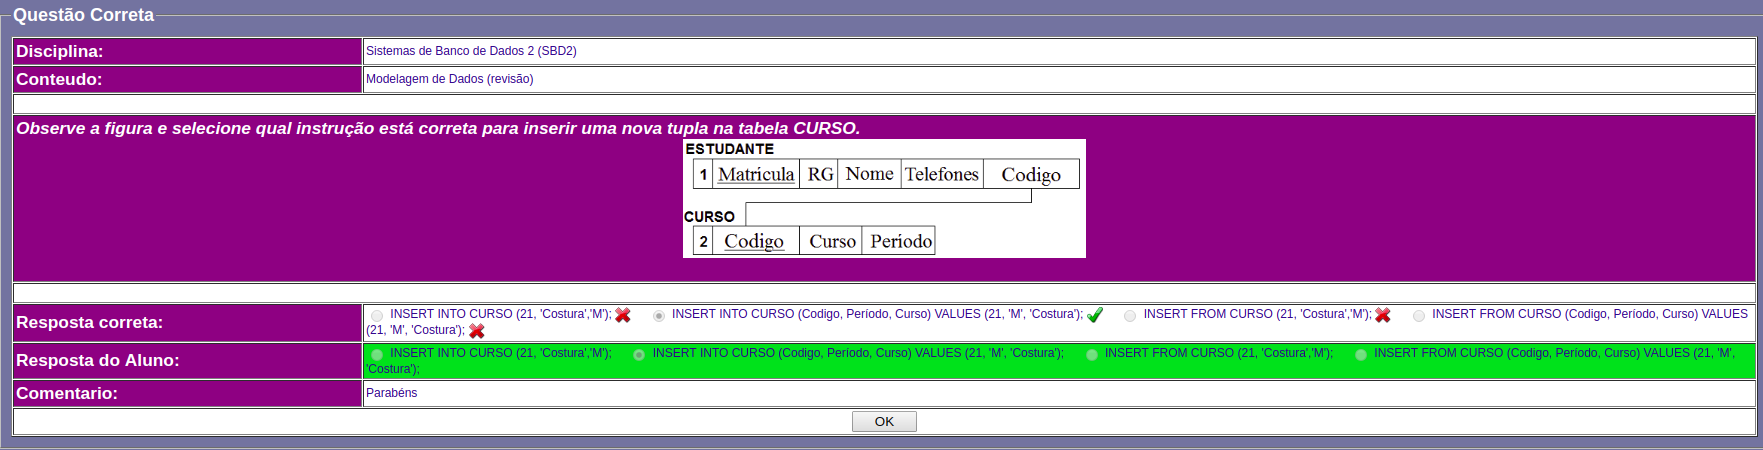 Questão Correta
Disciplina: Sistemas de Banco de Dados 2 (SBD2)
Conteudo: Modelagem de Dados (revisão)
Observe a figura e selecione qual instrução está correta para inserir uma nova tupla na tabela CURSO.
ESTUDANTE
1 Matrícula RG Nome Telefones Codigo
CURSO
2 Codigo Curso Período
Resposta correta: INSERT INTO CURSO (21, 'Costura','M'); INSERT INTO CURSO (Codigo, Período, Curso) VALUES (21, 'M', 'Costura'); INSERT FROM CURSO (21, 'Costura','M'); INSERT FROM CURSO (Codigo, Período, Curso) VALUES
(21, 'M', 'Costura');
Resposta do Aluno: INSERT INTO CURSO (21, 'Costura','M'); INSERT INTO CURSO (Codigo, Período, Curso) VALUES (21, 'M', 'Costura'); INSERT FROM CURSO (21, 'Costura','M'); INSERT FROM CURSO (Codigo, Período, Curso) VALUES (21, 'M',
'Costura');
Comentario: Parabéns
OK